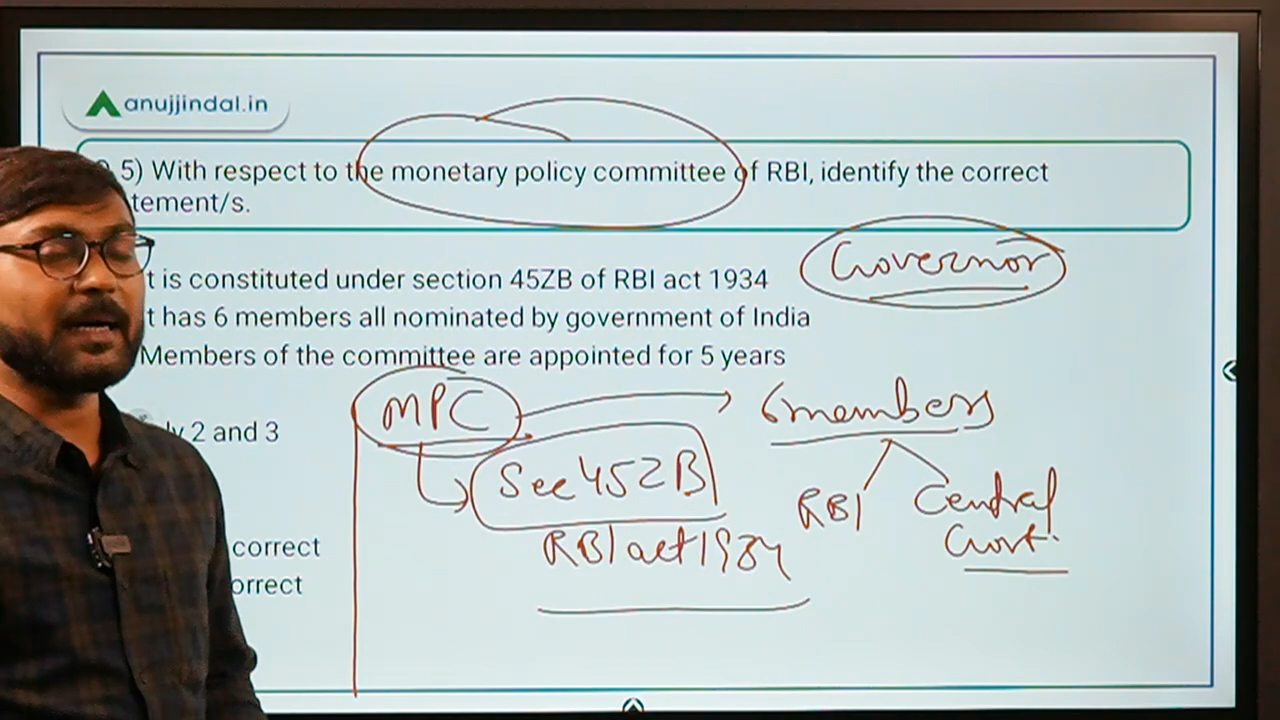 anujjindal.in
5) With respect to the monetary policy committee of RBI, identify the correct
tement/s.
Governor
t is constituted under section 45ZB of RBI act 1934
t has 6 members all nominated by government of India
Members of the committee are appointed for 5 years
MPC
6 members
ly 2 and 3
Sec 45ZB
RBI
Central
Govt.
RBI act 1934
correct
orrect